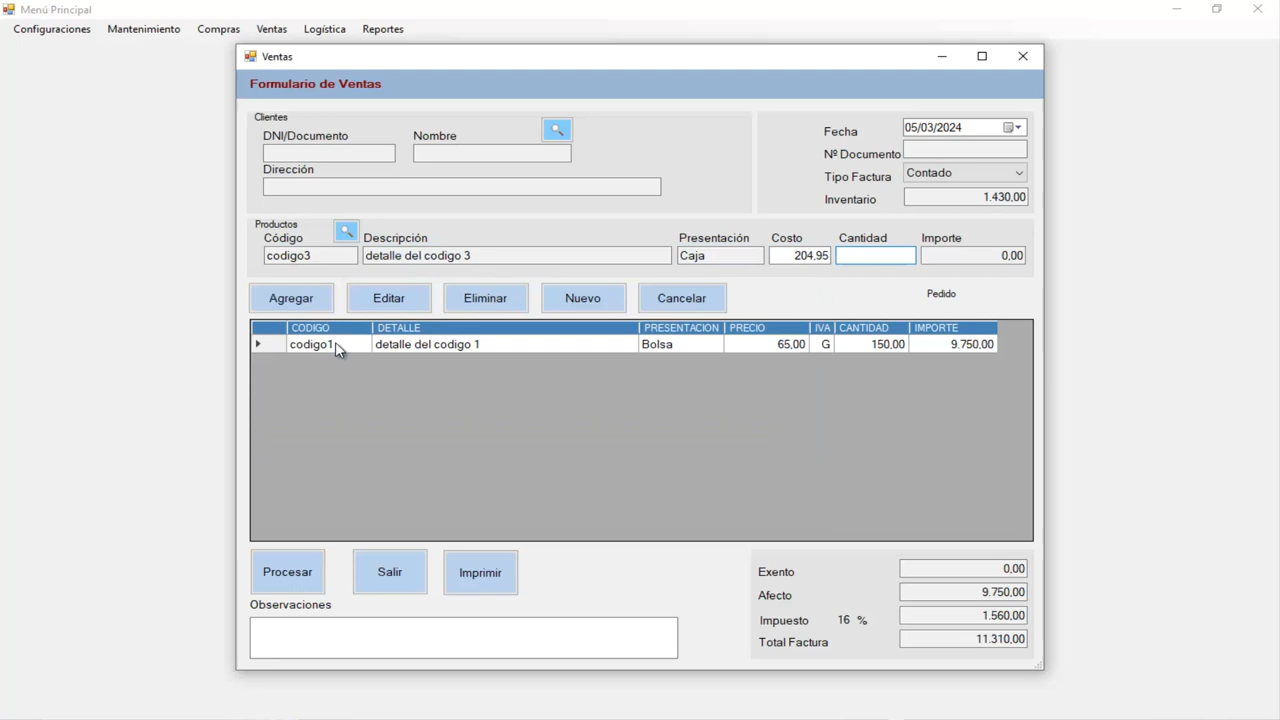 Menú Principal
Configuraciones Mantenimiento Compras Ventas Logística Reportes
Ventas
Formulario de Ventas
Clientes
DNI/Documento Nombre
Dirección
Fecha 05/03/2024
Nº Documento
Tipo Factura Contado
Inventario 1.430,00
Productos
Código Descripción Presentación Costo Cantidad Importe
codigo3 detalle del codigo 3 Caja 204,95 0,00
Agregar Editar Eliminar Nuevo Cancelar Pedido
CODIGO DETALLE PRESENTACION PRECIO IVA CANTIDAD IMPORTE
codigo1 detalle del codigo 1 Bolsa 65,00 G 150,00 9.750,00
Procesar Salir Imprimir
Observaciones
Exento 0,00
Afecto 9.750,00
Impuesto 16 % 1.560,00
Total Factura 11.310,00